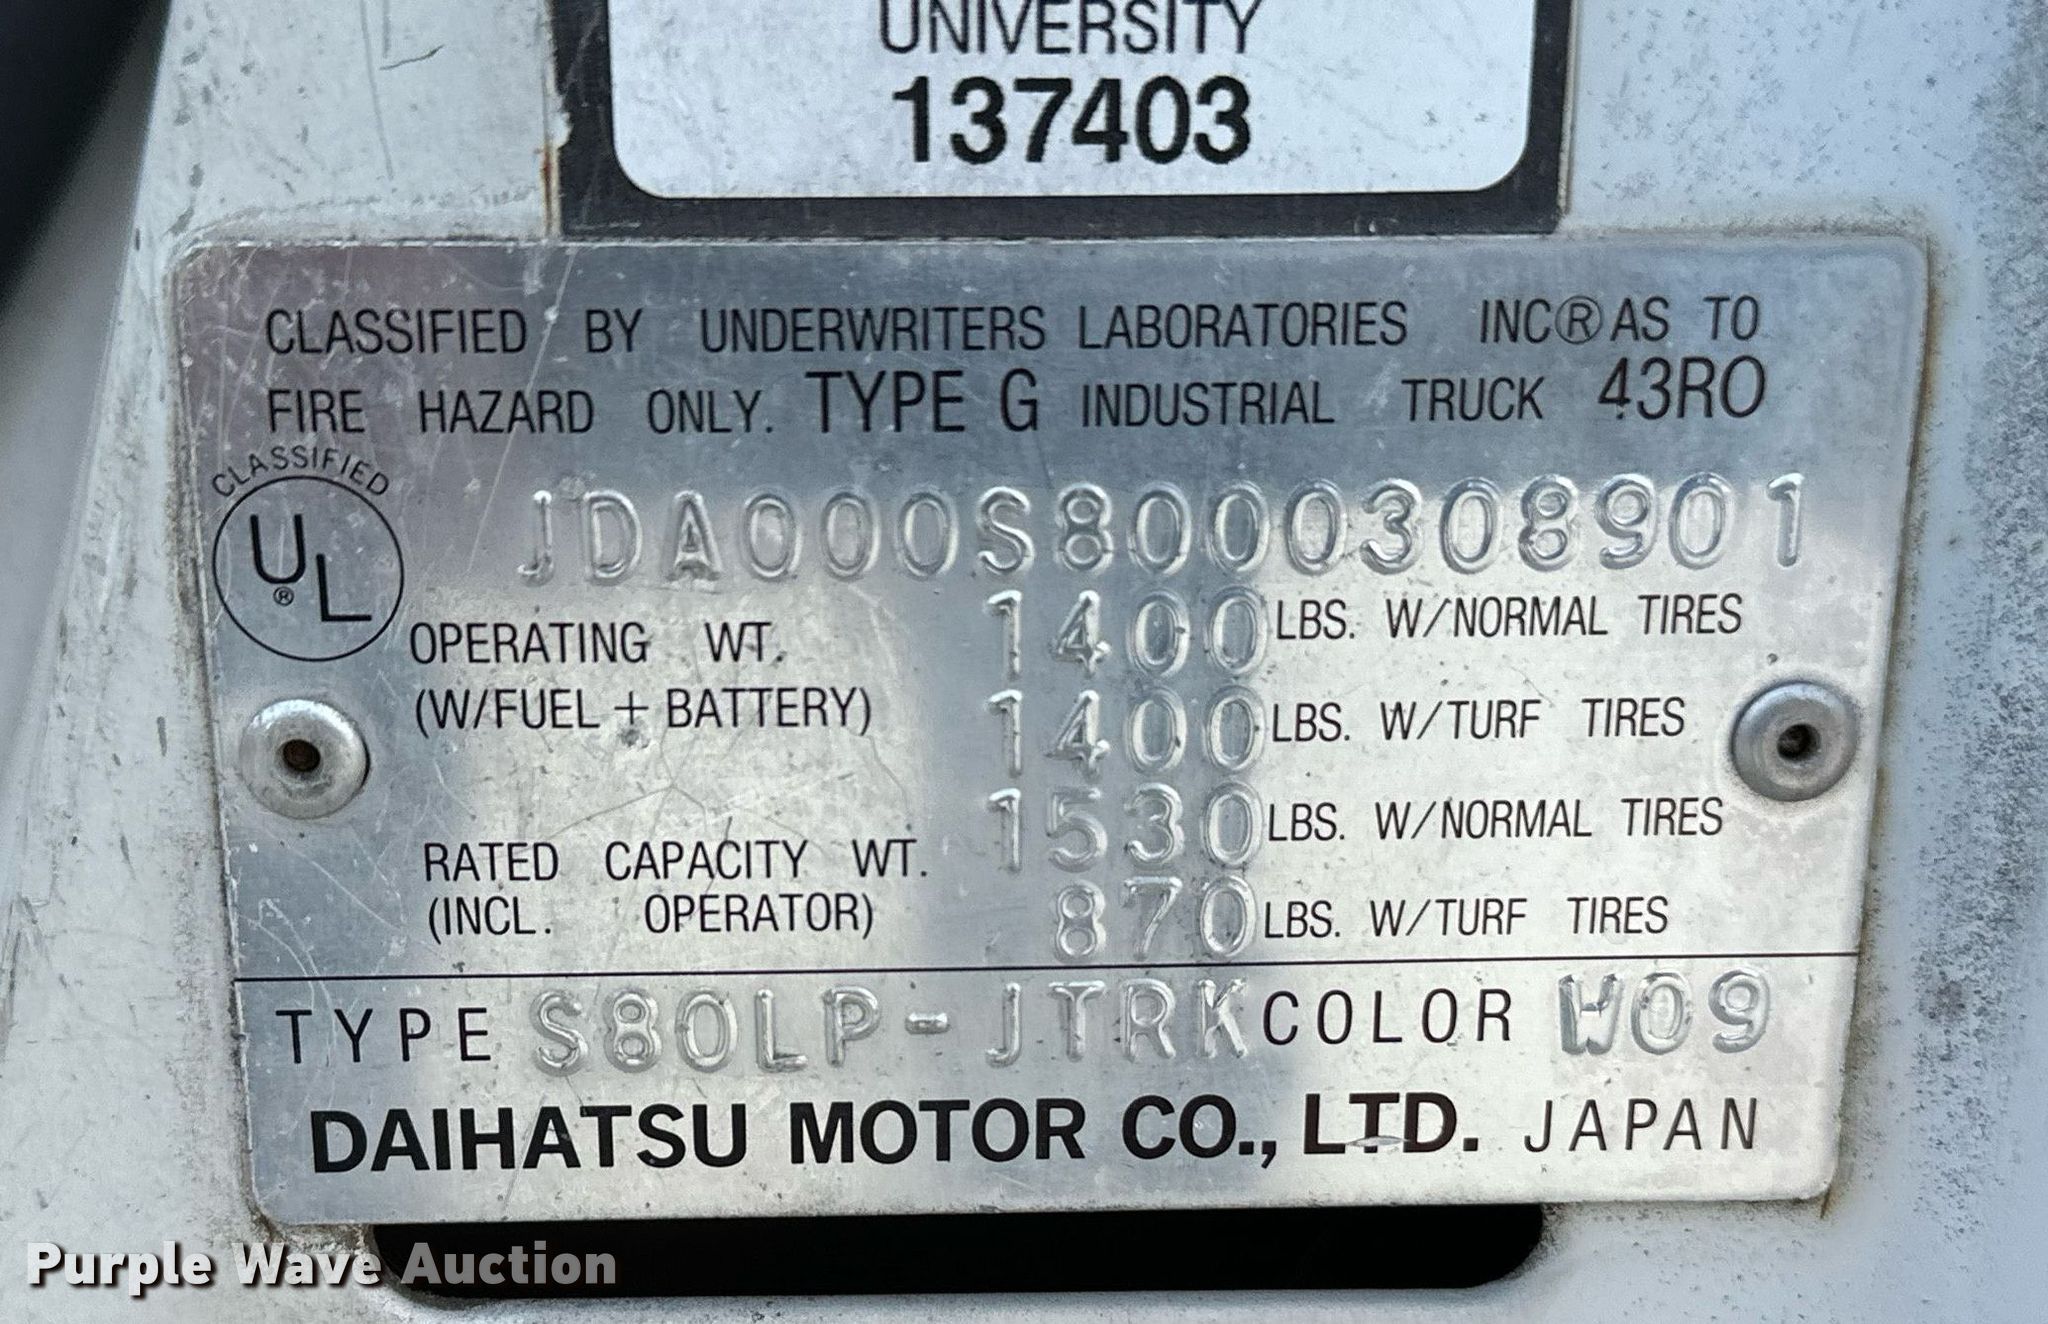 UNIVERSITY
137403
CLASSIFIED BY UNDERWRITERS LABORATORIES INC® AS TO
FIRE HAZARD ONLY. TYPE G INDUSTRIAL TRUCK 43RO
CLASSIFIED
UL®
JDA000S8000308901
OPERATING WT. 1400 LBS. W/NORMAL TIRES
(W/FUEL + BATTERY) 1400 LBS. W/TURF TIRES
RATED CAPACITY WT. 1530 LBS. W/NORMAL TIRES
(INCL. OPERATOR) 870 LBS. W/TURF TIRES
TYPE S80LP-JTRK COLOR W09
DAIHATSU MOTOR CO., LTD. JAPAN
Purple Wave Auction